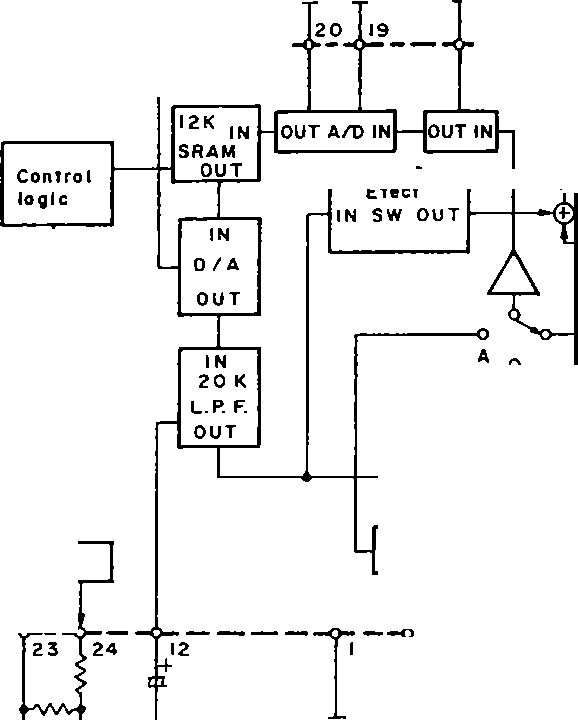 20 19
12K
IN
SRAM
OUT
OUT A/D IN
OUT IN
Control
logic
Efect
IN SW OUT
IN
D/A
OUT
IN
20 K
L.P.F.
OUT
A
23 24 12 1